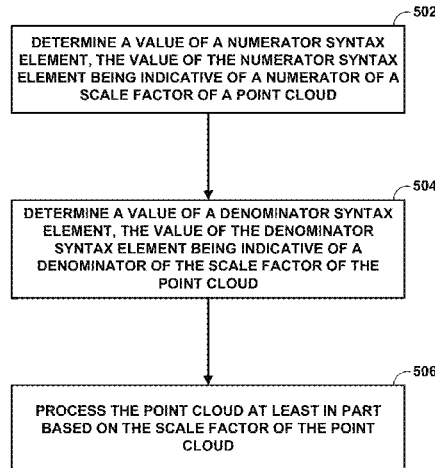 502
DETERMINE A VALUE OF A NUMERATOR SYNTAX
ELEMENT, THE VALUE OF THE NUMERATOR SYNTAX
ELEMENT BEING INDICATIVE OF A NUMERATOR OF A
SCALE FACTOR OF A POINT CLOUD
504
DETERMINE A VALUE OF A DENOMINATOR SYNTAX
ELEMENT, THE VALUE OF THE DENOMINATOR
SYNTAX ELEMENT BEING INDICATIVE OF A
DENOMINATOR OF THE SCALE FACTOR OF THE
POINT CLOUD
506
PROCESS THE POINT CLOUD AT LEAST IN PART
BASED ON THE SCALE FACTOR OF THE POINT
CLOUD